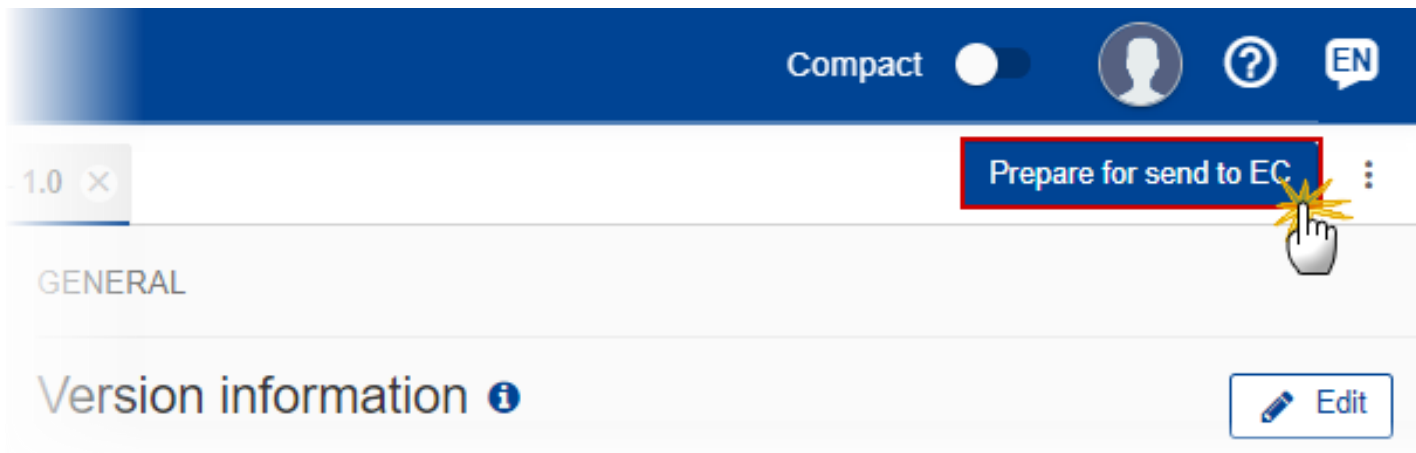 Compact EN
1.0
Prepare for send to EC
GENERAL
Version information
Edit